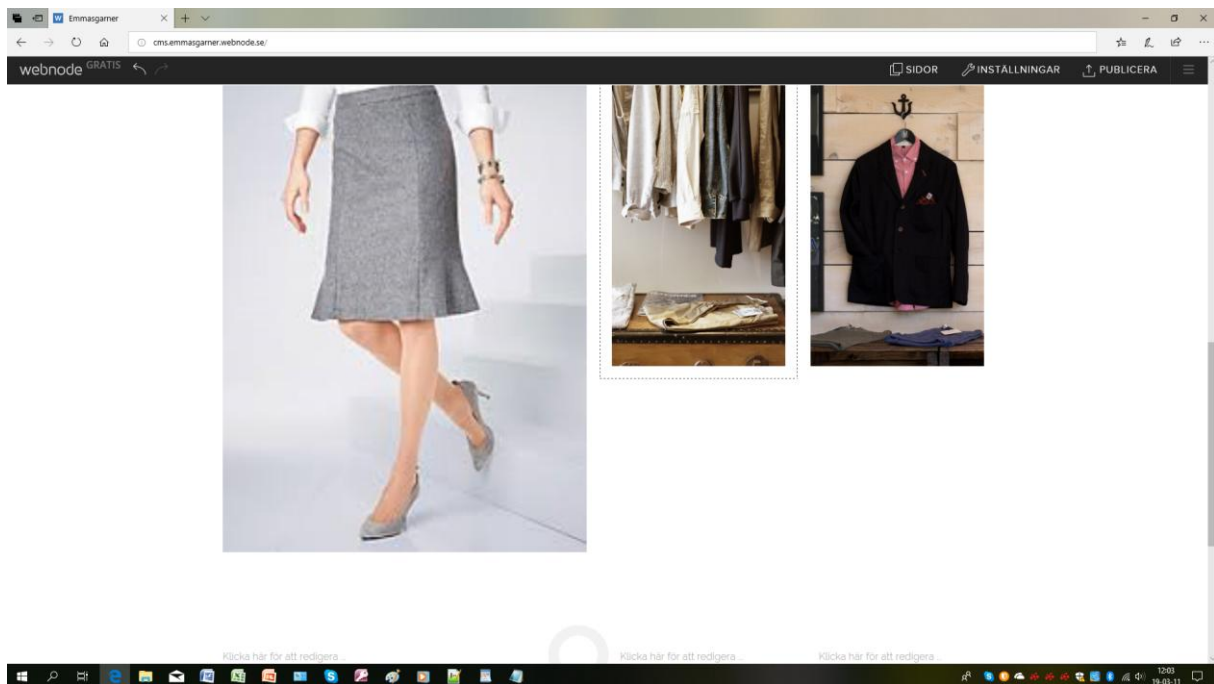 Emmasgarner
cms.emmasgarner.webnode.se/
webnode GRATIS
SIDOR
INSTÄLLNINGAR
PUBLICERA
Klicka här för att redigera ...
Klicka här för att redigera ...
Klicka här för att redigera ...
12:03
19-03-11